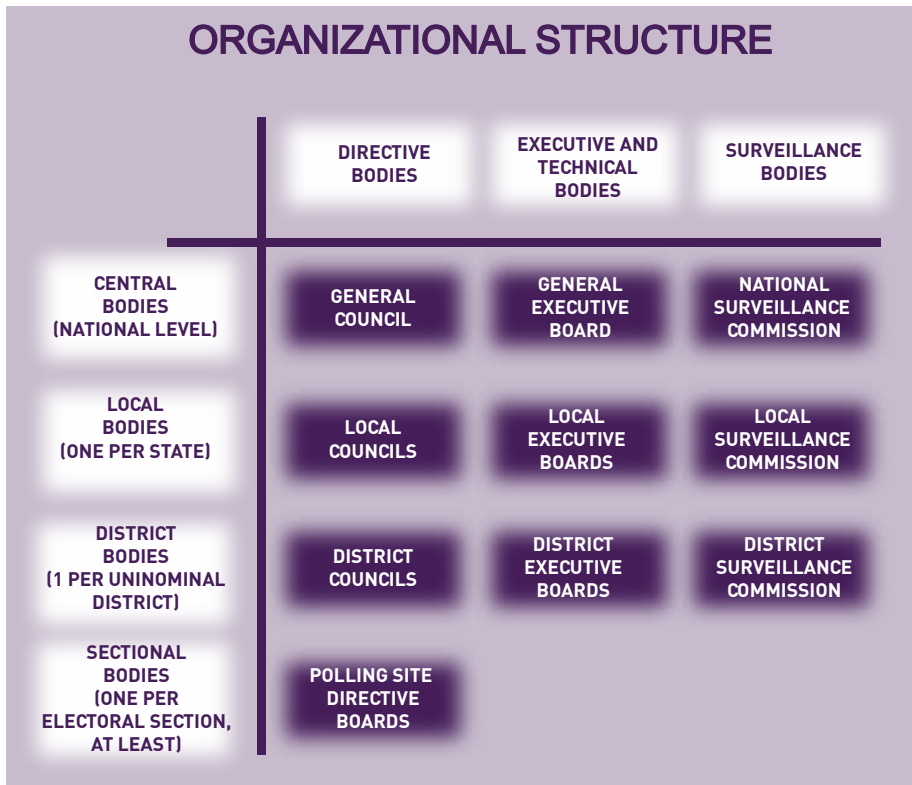 ORGANIZATIONAL STRUCTURE
DIRECTIVE
BODIES
EXECUTIVE AND
TECHNICAL
BODIES
SURVEILLANCE
BODIES
CENTRAL
BODIES
(NATIONAL LEVEL)
GENERAL
COUNCIL
GENERAL
EXECUTIVE
BOARD
NATIONAL
SURVEILLANCE
COMMISSION
LOCAL
BODIES
(ONE PER STATE)
LOCAL
COUNCILS
LOCAL
EXECUTIVE
BOARDS
LOCAL
SURVEILLANCE
COMMISSION
DISTRICT
BODIES
(1 PER UNINOMINAL
DISTRICT)
DISTRICT
COUNCILS
DISTRICT
EXECUTIVE
BOARDS
DISTRICT
SURVEILLANCE
COMMISSION
SECTIONAL
BODIES
(ONE PER
ELECTORAL SECTION,
AT LEAST)
POLLING SITE
DIRECTIVE
BOARDS